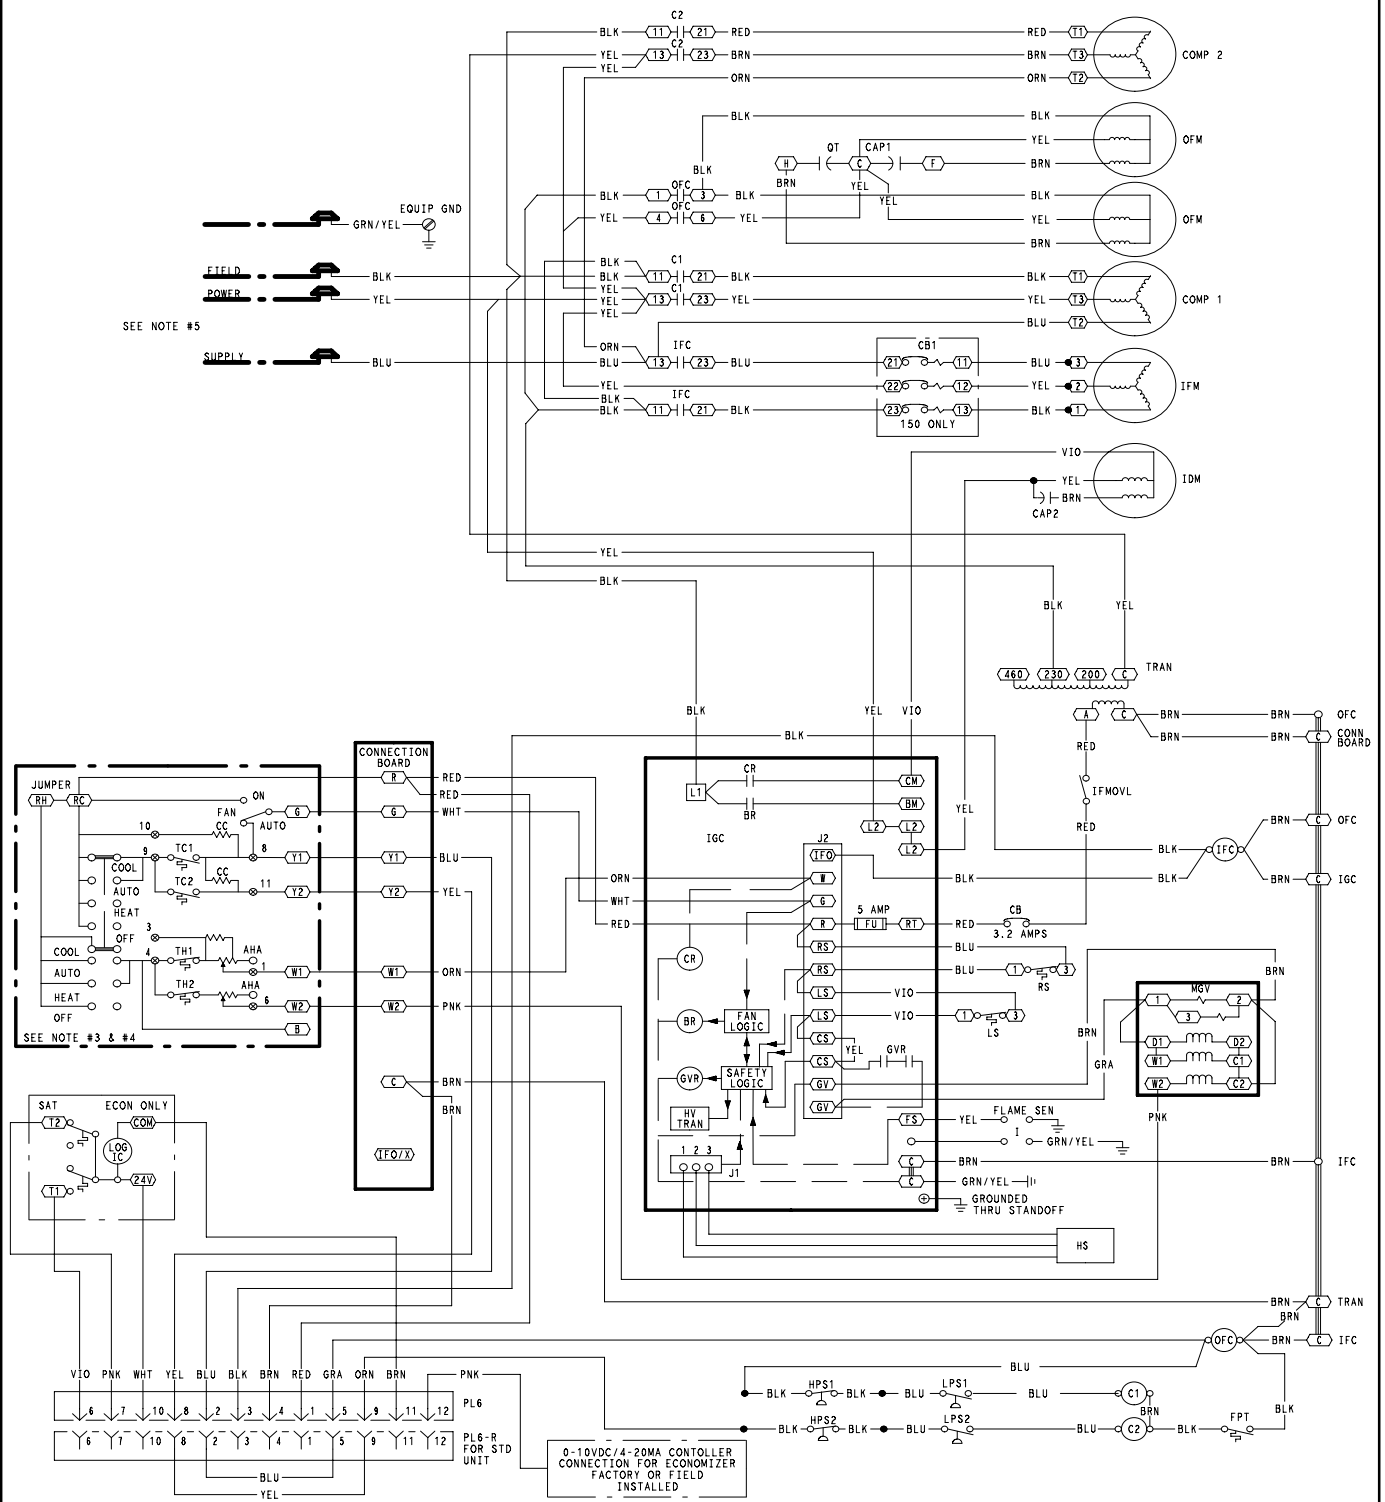 C2
BLK 11 21 RED RED T1
C2
YEL 13 23 BRN BRN T3 COMP 2
YEL
ORN ORN T2
BLK BLK
YEL OFM
QT CAP1
H C F BRN
BLK
BRN YEL
OFC
BLK 1 3 BLK BLK
YEL
OFC
EQUIP GND
YEL 4 6 YEL YEL OFM
GRN/YEL
BRN
BLK C1
FIELD BLK BLK 11 21 BLK BLK T1
YEL C1
POWER YEL YEL 13 23 YEL YEL T3 COMP 1
YEL
SEE NOTE #5
BLU T2
ORN IFC CB1
SUPPLY BLU BLU 13 23 BLU 21 11 BLU 3
YEL 22 12 YEL 2 IFM
BLK IFC
BLK 11 21 BLK 23 13 BLK 1
150 ONLY
VIO
YEL IDM
BRN
CAP2
YEL
BLK
BLK YEL
TRAN
460 230 200 C
BLK YEL VIO
A C BRN BRN OFC
BLK
BRN BRN C CONN
BOARD
RED
CONNECTION
BOARD
JUMPER
RH RC ON
R RED
RED
CR
L1 CM
IFMOVL
FAN G G WHT
AUTO
BR BM
YEL
RED
BRN C OFC
10 CC
L2 L2
IGC J2
9 TC1 8 Y1 Y1 BLU
L2
BLK IFC
IFO
COOL
CC
TC2 11
AUTO
Y2 Y2 YEL
ORN W BLK BLK BRN C IGC
HEAT
WHT G
5 AMP CB
3
OFF
RED R FU RT RED
3.2 AMPS
COOL 4 TH1 AHA
RS BLU
AUTO 1 W1 W1 ORN
CR
RS BLU 1 3
RS
BRN
TH2 AHA
HEAT 6 W2 W2 PNK
LS VIO
MGV
1 2
OFF
B
BR FAN
LOGIC
LS VIO 1 3
LS
3
SEE NOTE #3 & #4
CS
YEL GVR
BRN
D1 D2
CS
GRA
W1 C1
GVR SAFETY
LOGIC
C BRN
BRN
GV
W2 C2
SAT ECON ONLY
HV
TRAN
GV
PNK
T2 COM
FS YEL FLAME SEN
LOG
IC
I GRN/YEL
IFO/X
1 2 3
J1
C BRN BRN IFC
T1 24V
C GRN/YEL
GROUNDED
THRU STANDOFF
HS
BRN C TRAN
BRN
OFC BRN C IFC
BLU
VIO PNK WHT YEL BLU BLK BRN RED GRA ORN BRN PNK
HPS1 LPS1
BLK BLK BLU BLU C1
PL6
6 7 10 8 2 3 4 1 5 9 11 12
BRN
BLK
HPS2 LPS2 FPT
BLK BLK BLU BLU C2 BLK
6 7 10 8 2 3 4 1 5 9 11 12
PL6-R
FOR STD
UNIT
0-10VDC/4-20MA CONTOLLER
CONNECTION FOR ECONOMIZER
FACTORY OR FIELD
INSTALLED
BLU
YEL